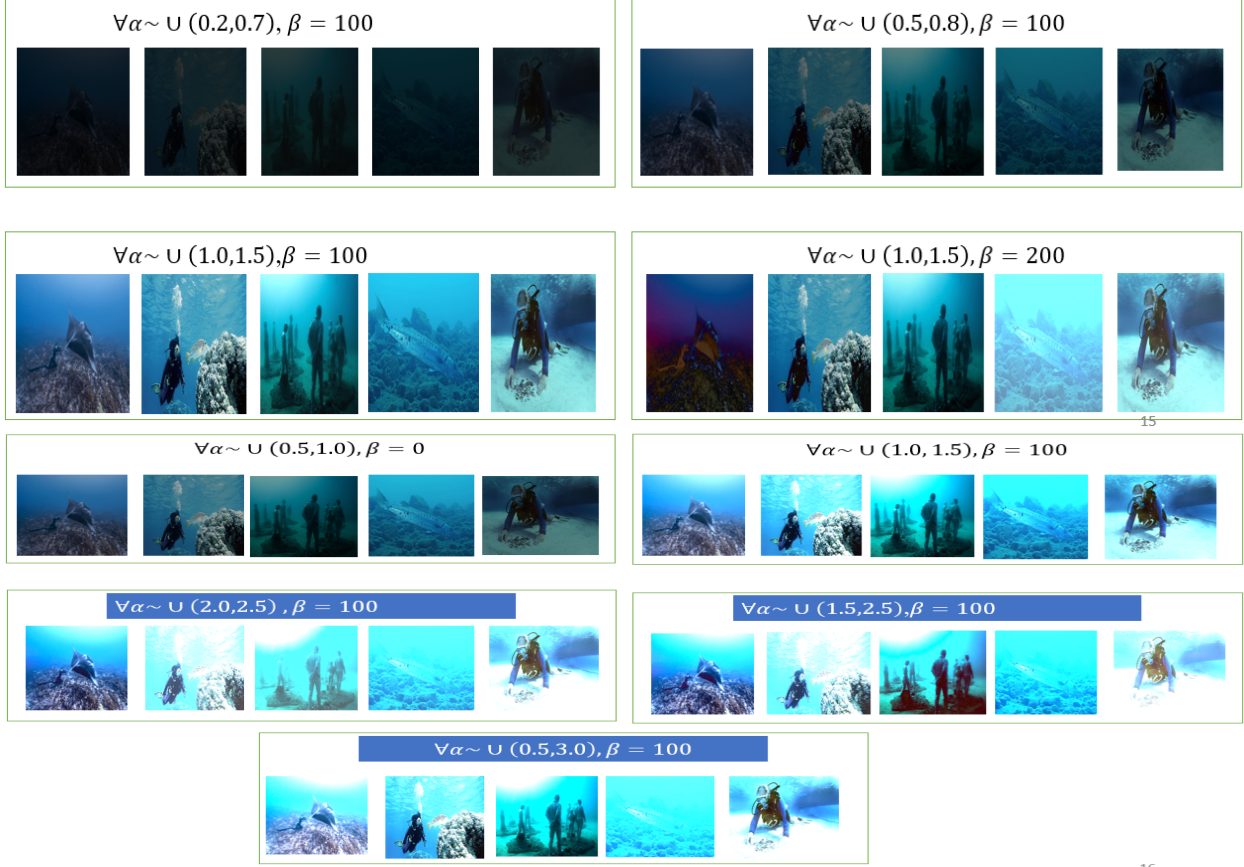 ∀α~ ∪ (0.2,0.7), β = 100
∀α~ ∪ (0.5,0.8), β = 100
∀α~ ∪ (1.0,1.5),β = 100
∀α~ ∪ (1.0,1.5), β = 200
15
∀α~ ∪ (0.5,1.0), β = 0
∀α~ ∪ (1.0, 1.5), β = 100
∀α~ ∪ (2.0,2.5) , β = 100
∀α~ ∪ (1.5,2.5),β = 100
∀α~ ∪ (0.5,3.0), β = 100